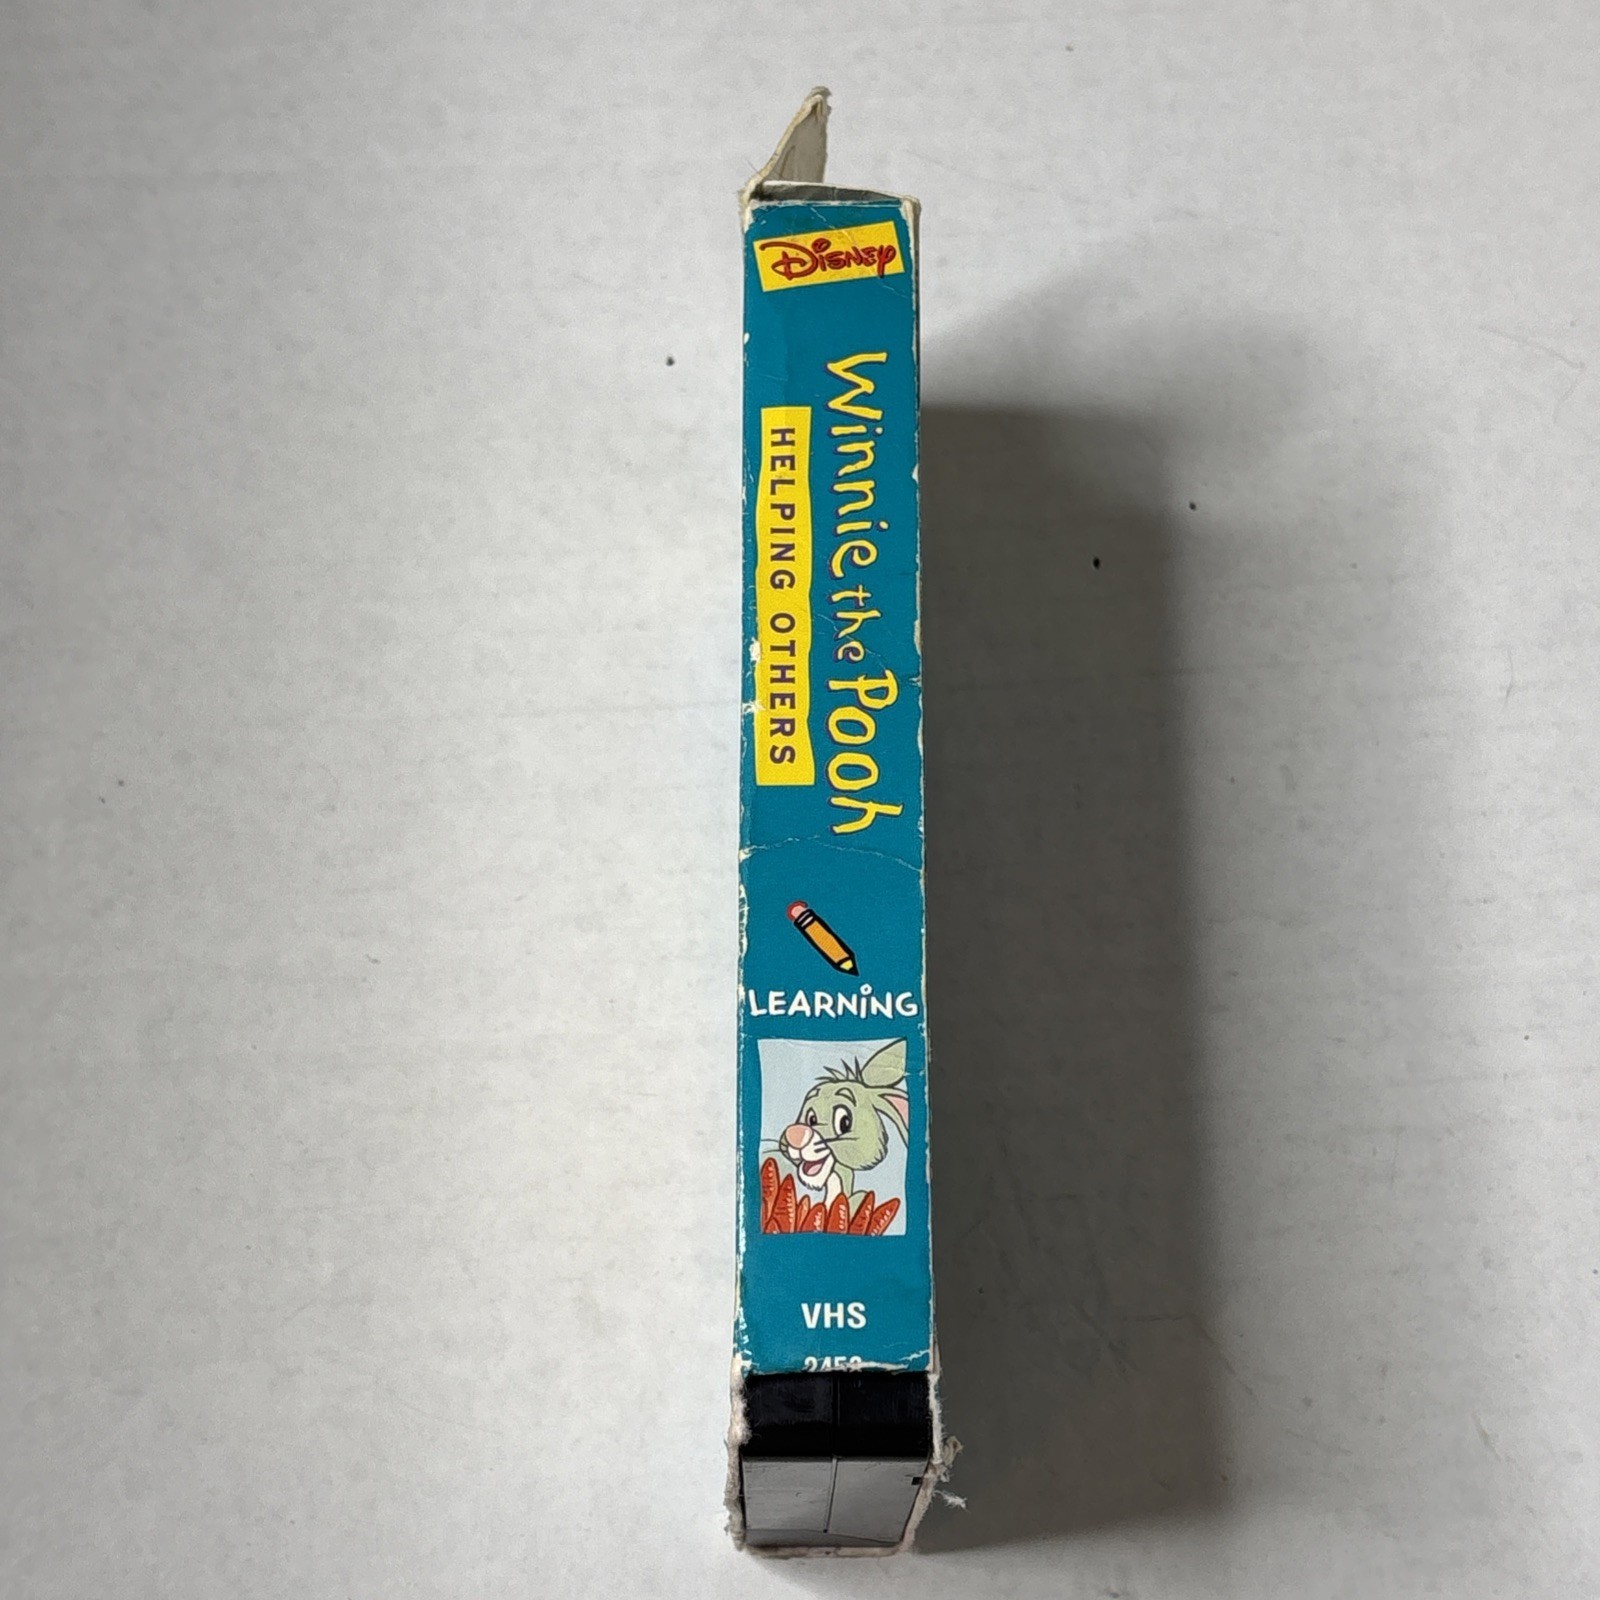 Disney
Winnie the Pooh
HELPING OTHERS
LEARNING
VHS